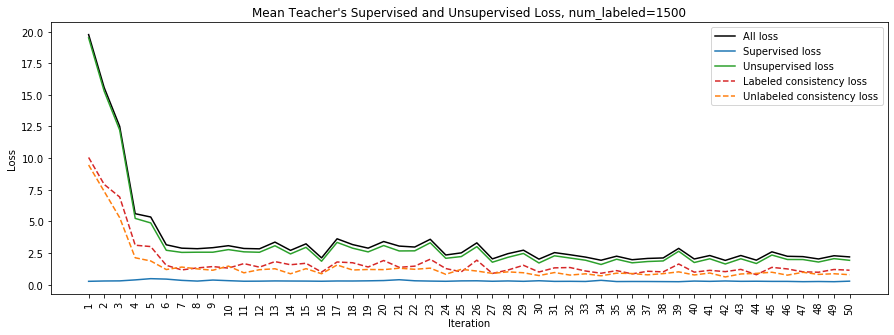 Mean Teacher's Supervised and Unsupervised Loss, num_labeled=1500
All loss
Supervised loss
Unsupervised loss
Labeled consistency loss
Unlabeled consistency loss
Loss
20.0
17.5
15.0
12.5
10.0
7.5
5.0
2.5
0.0
1 2 3 4 5 6 7 8 9 10 11 12 13 14 15 16 17 18 19 20 21 22 23 24 25 26 27 28 29 30 31 32 33 34 35 36 37 38 39 40 41 42 43 44 45 46 47 48 49 50
Iteration